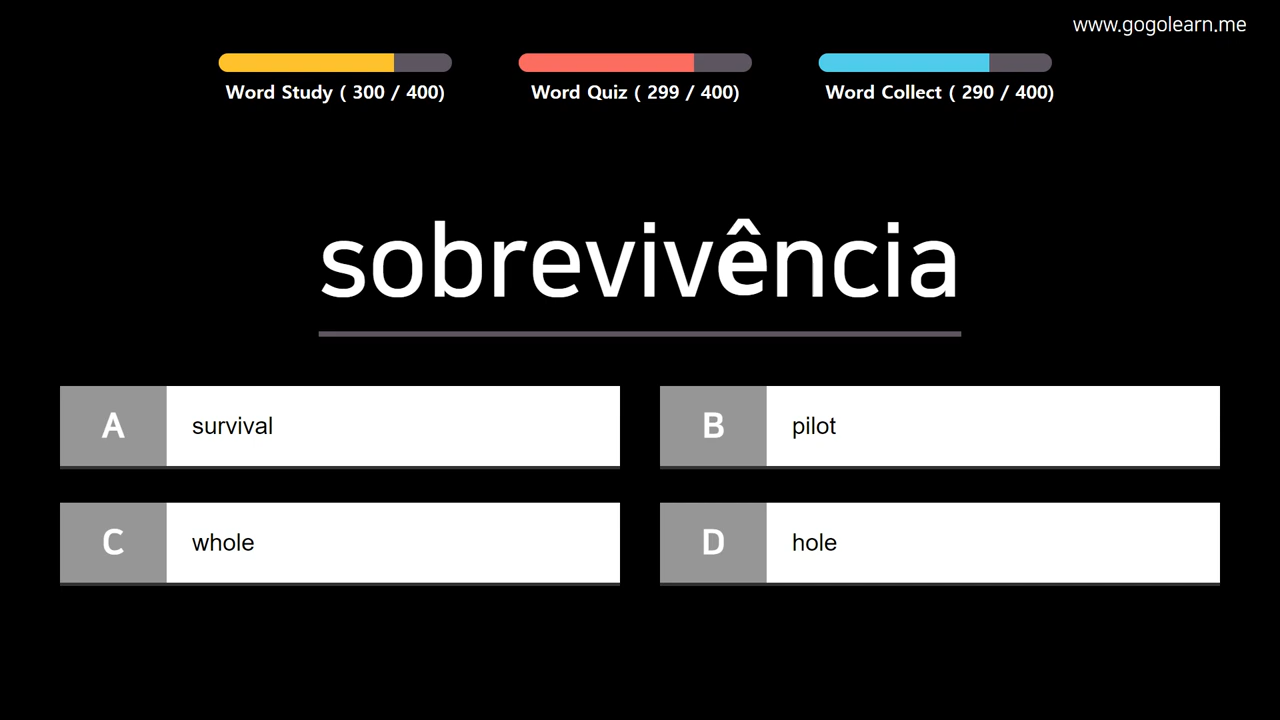 www.gogolearn.me
Word Study ( 300 / 400)
Word Quiz ( 299 / 400)
Word Collect ( 290 / 400)
sobrevivência
A survival
B pilot
C whole
D hole